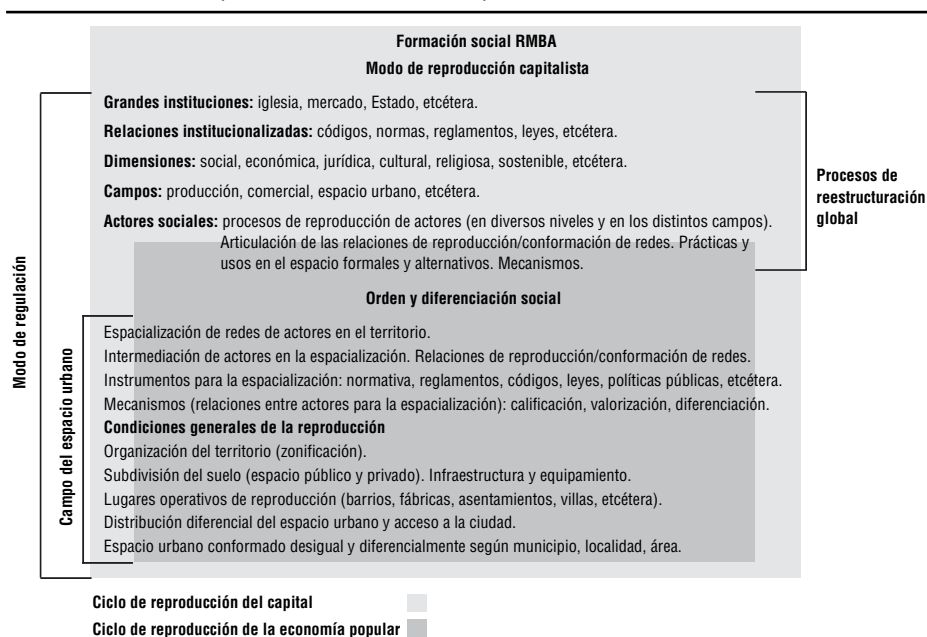 Formación social RMBA
Modo de reproducción capitalista
Grandes instituciones: iglesia, mercado, Estado, etcétera.
Relaciones institucionalizadas: códigos, normas, reglamentos, leyes, etcétera.
Dimensiones: social, económica, jurídica, cultural, religiosa, sostenible, etcétera.
Campos: producción, comercial, espacio urbano, etcétera.
Actores sociales: procesos de reproducción de actores (en diversos niveles y en los distintos campos).
Articulación de las relaciones de reproducción/conformación de redes. Prácticas y
usos en el espacio formales y alternativos. Mecanismos.
Procesos de
reestructuración
global
Modo de regulación
Orden y diferenciación social
Campo del espacio urbano
Espacialización de redes de actores en el territorio.
Intermediación de actores en la espacialización. Relaciones de reproducción/conformación de redes.
Instrumentos para la espacialización: normativa, reglamentos, códigos, leyes, políticas públicas, etcétera.
Mecanismos (relaciones entre actores para la espacialización): calificación, valorización, diferenciación.
Condiciones generales de la reproducción
Organización del territorio (zonificación).
Subdivisión del suelo (espacio público y privado). Infraestructura y equipamiento.
Lugares operativos de reproducción (barrios, fábricas, asentamientos, villas, etcétera).
Distribución diferencial del espacio urbano y acceso a la ciudad.
Espacio urbano conformado desigual y diferencialmente según municipio, localidad, área.
Ciclo de reproducción del capital
Ciclo de reproducción de la economía popular